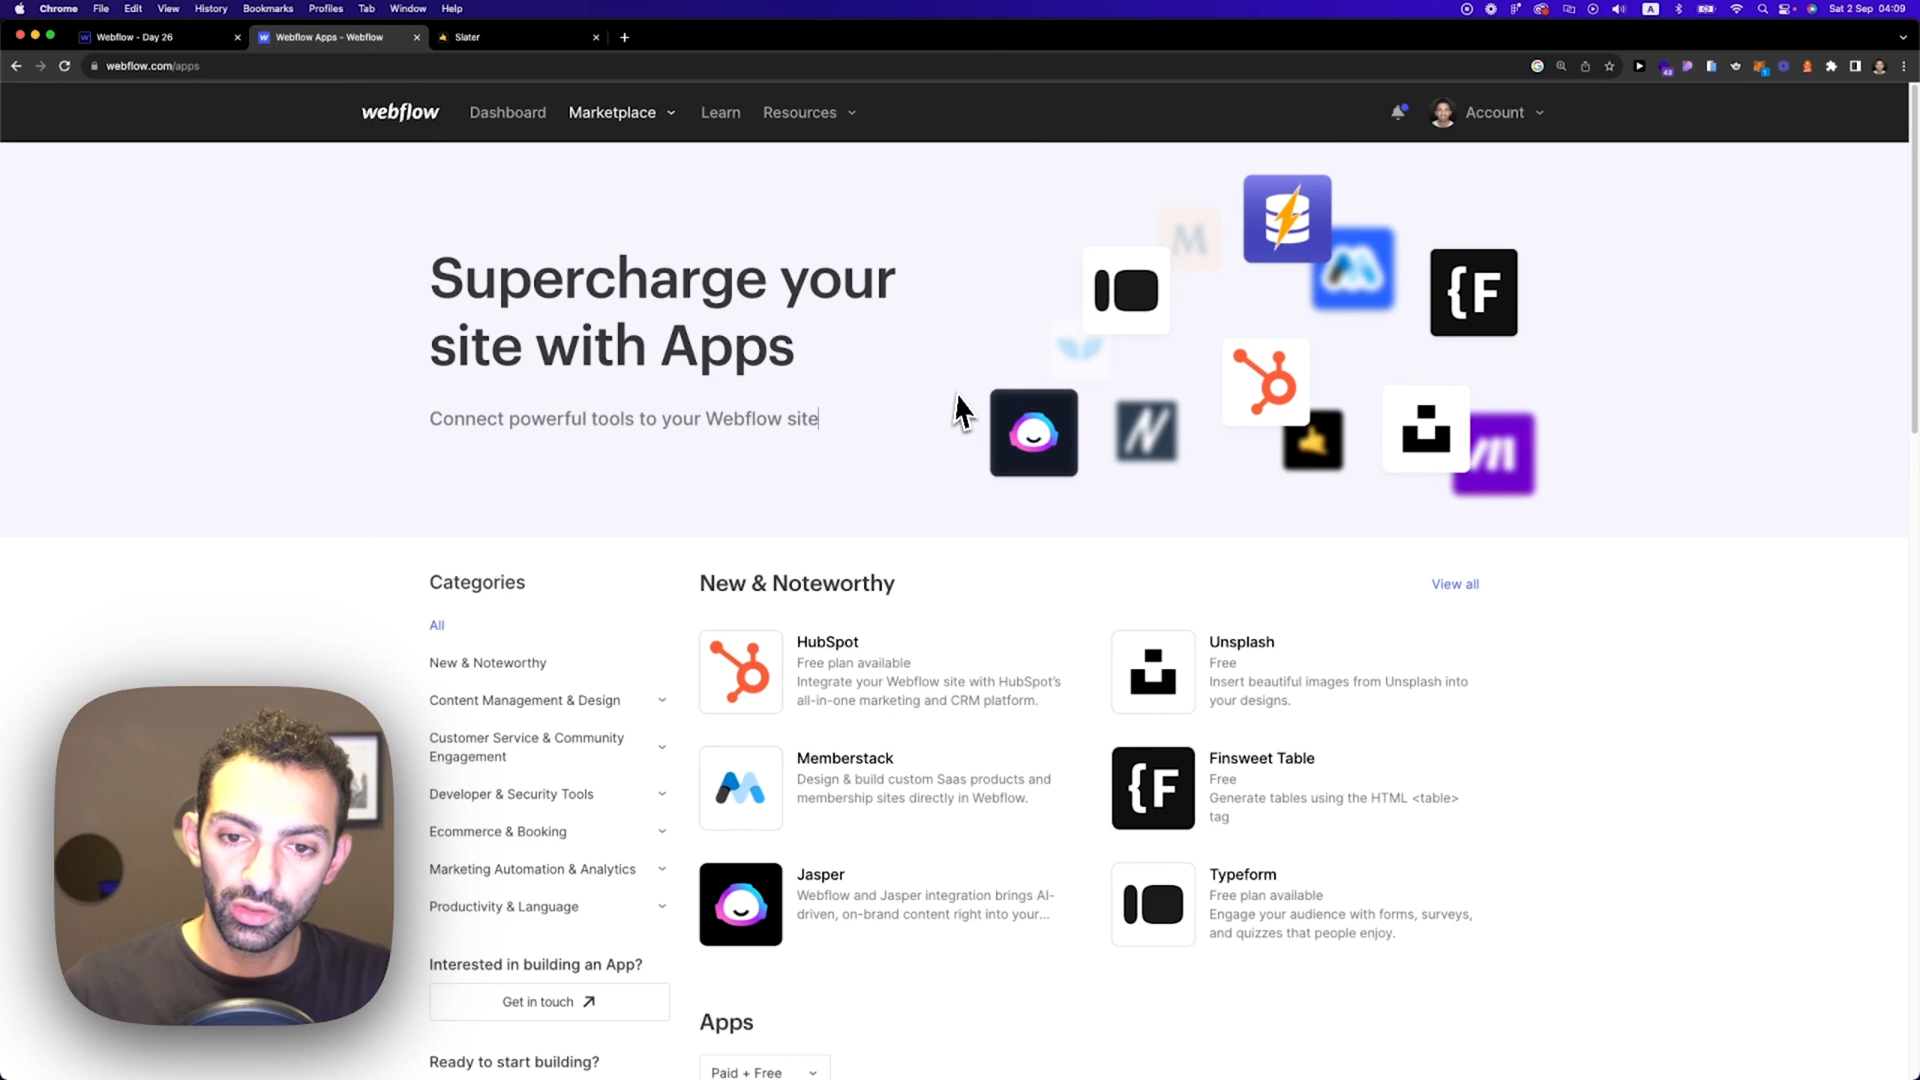 Chrome File Edit View History Bookmarks Profiles Tab Window Help A Sat 2 Sep 04:09
Webflow - Day 26 Webflow Apps - Webflow Slater
webflow.com/apps
webflow Dashboard Marketplace Learn Resources Account
Supercharge your
site with Apps
Connect powerful tools to your Webflow site
M
{F
N
Categories
All
New & Noteworthy
Content Management & Design
Customer Service & Community
Engagement
Developer & Security Tools
Ecommerce & Booking
Marketing Automation & Analytics
Productivity & Language
Interested in building an App?
Get in touch
Ready to start building?
New & Noteworthy
View all
HubSpot
Free plan available
Integrate your Webflow site with HubSpot's
all-in-one marketing and CRM platform.
Unsplash
Free
Insert beautiful images from Unsplash into
your designs.
Memberstack
Design & build custom Saas products and
membership sites directly in Webflow.
{F
Finsweet Table
Free
Generate tables using the HTML <table>
tag
Jasper
Webflow and Jasper integration brings AI-
driven, on-brand content right into your...
Typeform
Free plan available
Engage your audience with forms, surveys,
and quizzes that people enjoy.
Apps
Paid + Free